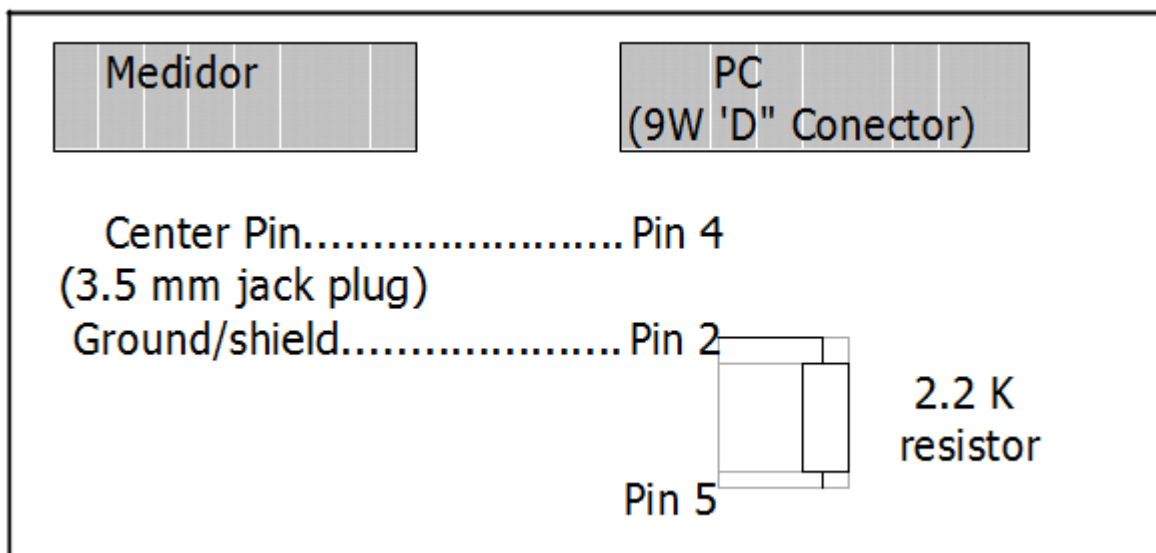 Medidor
PC
(9W 'D" Conector)
Center Pin........................ Pin 4
(3.5 mm jack plug)
Ground/shield..................... Pin 2
2.2 K
resistor
Pin 5